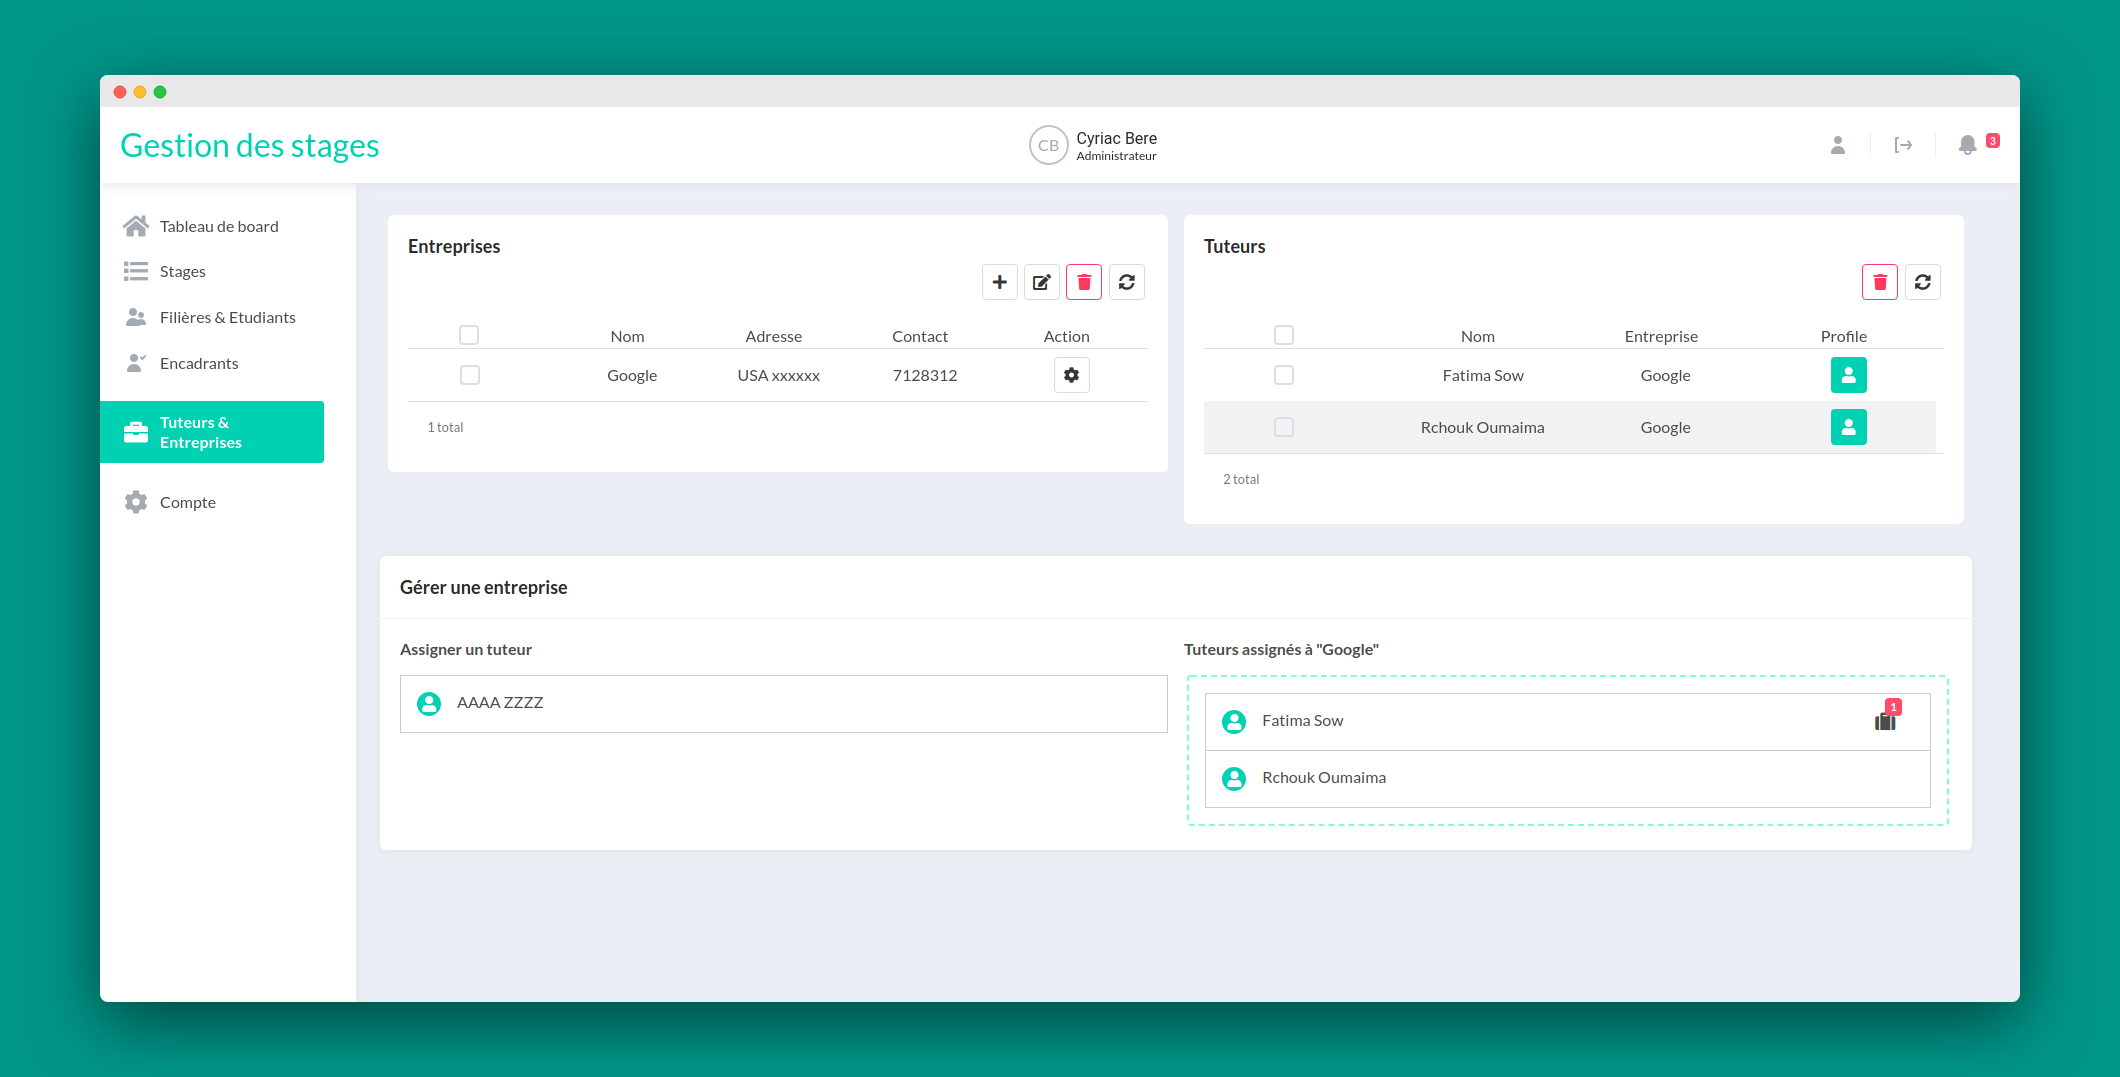 Gestion des stages
CB
Cyriac Bere
Administrateur
3
Tableau de board
Stages
Filières & Etudiants
Encadrants
Tuteurs &
Entreprises
Compte
Entreprises
Nom Adresse Contact Action
Google USA xxxxxx 7128312
1 total
Tuteurs
Nom Entreprise Profile
Fatima Sow Google
Rchouk Oumaima Google
2 total
Gérer une entreprise
Assigner un tuteur
AAAA ZZZZ
Tuteurs assignés à "Google"
Fatima Sow
1
Rchouk Oumaima